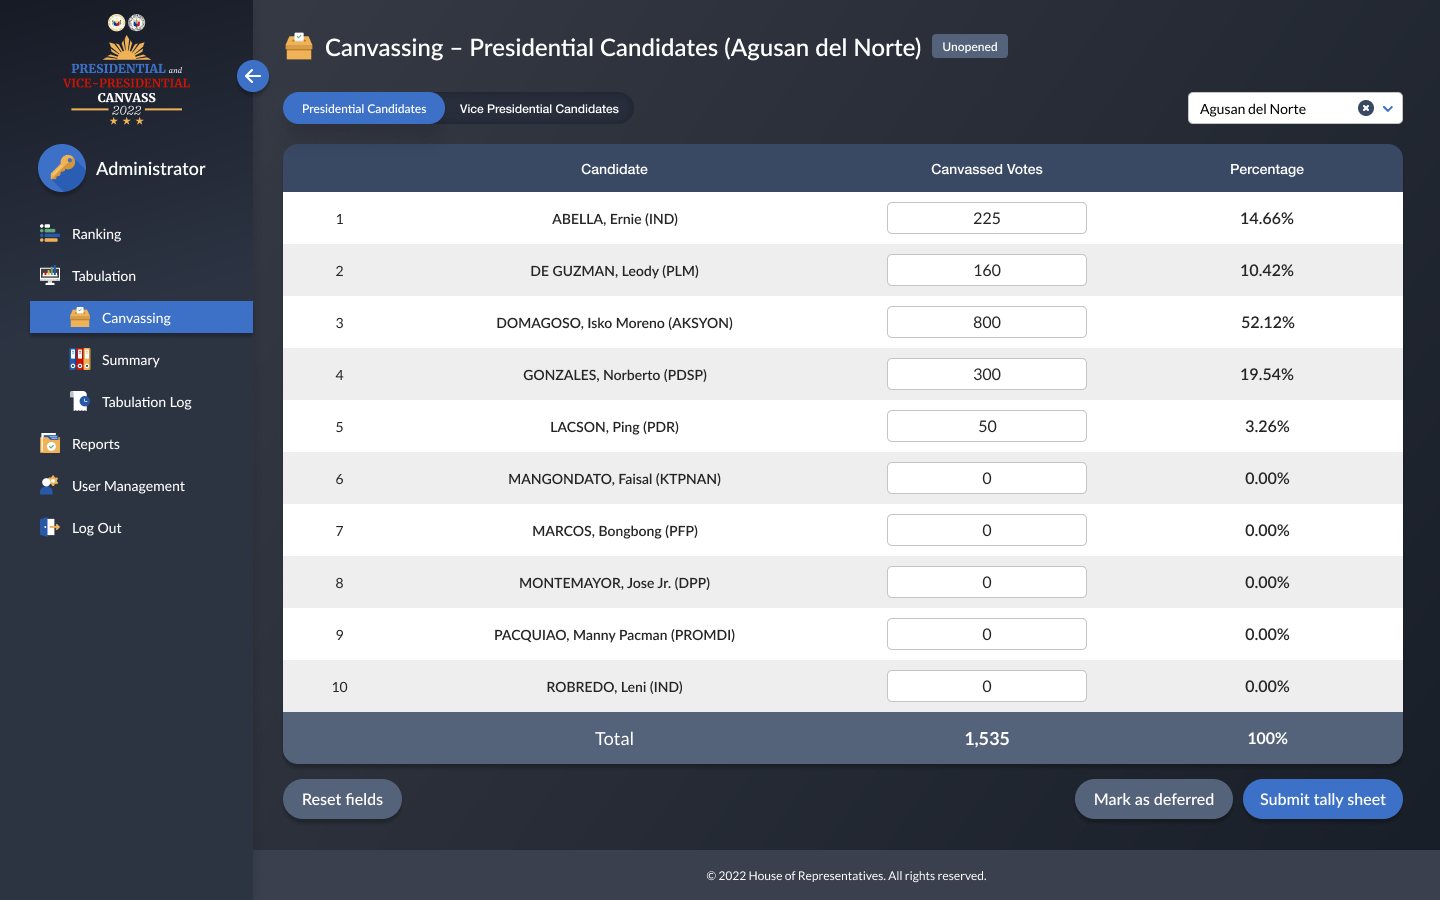 PRESIDENTIAL and
VICE-PRESIDENTIAL
CANVASS
2022
Administrator
Ranking
Tabulation
Canvassing
Summary
Tabulation Log
Reports
User Management
Log Out
Canvassing – Presidential Candidates (Agusan del Norte) Unopened
Presidential Candidates Vice Presidential Candidates Agusan del Norte
Candidate Canvassed Votes Percentage
1 ABELLA, Ernie (IND) 225 14.66%
2 DE GUZMAN, Leody (PLM) 160 10.42%
3 DOMAGOSO, Isko Moreno (AKSYON) 800 52.12%
4 GONZALES, Norberto (PDSP) 300 19.54%
5 LACSON, Ping (PDR) 50 3.26%
6 MANGONDATO, Faisal (KTPNAN) 0 0.00%
7 MARCOS, Bongbong (PFP) 0 0.00%
8 MONTEMAYOR, Jose Jr. (DPP) 0 0.00%
9 PACQUIAO, Manny Pacman (PROMDI) 0 0.00%
10 ROBREDO, Leni (IND) 0 0.00%
Total 1,535 100%
Reset fields Mark as deferred Submit tally sheet
© 2022 House of Representatives. All rights reserved.